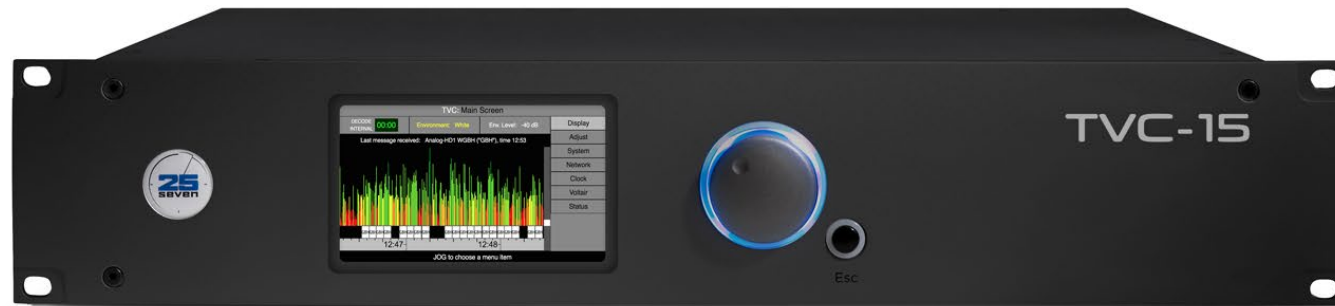 TVC: Main Screen
DECODE INTERVAL 00:00 Environment: White Env. Level: -40 dB
Last message received: Analog-HD1 WGBH ("GBH"), time 12:53
Display
Adjust
System
Network
Clock
Voltair
Status
12:47
12:48
JOG to choose a menu item
25
seven
Esc
TVC-15